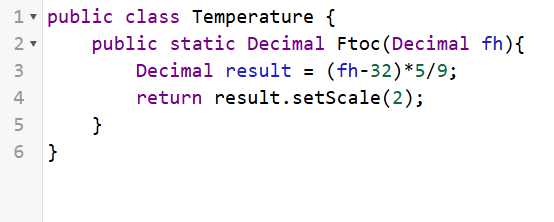 1 public class Temperature {
2 public static Decimal Ftoc(Decimal fh){
3 Decimal result = (fh-32)*5/9;
4 return result.setScale(2);
5 }
6 }